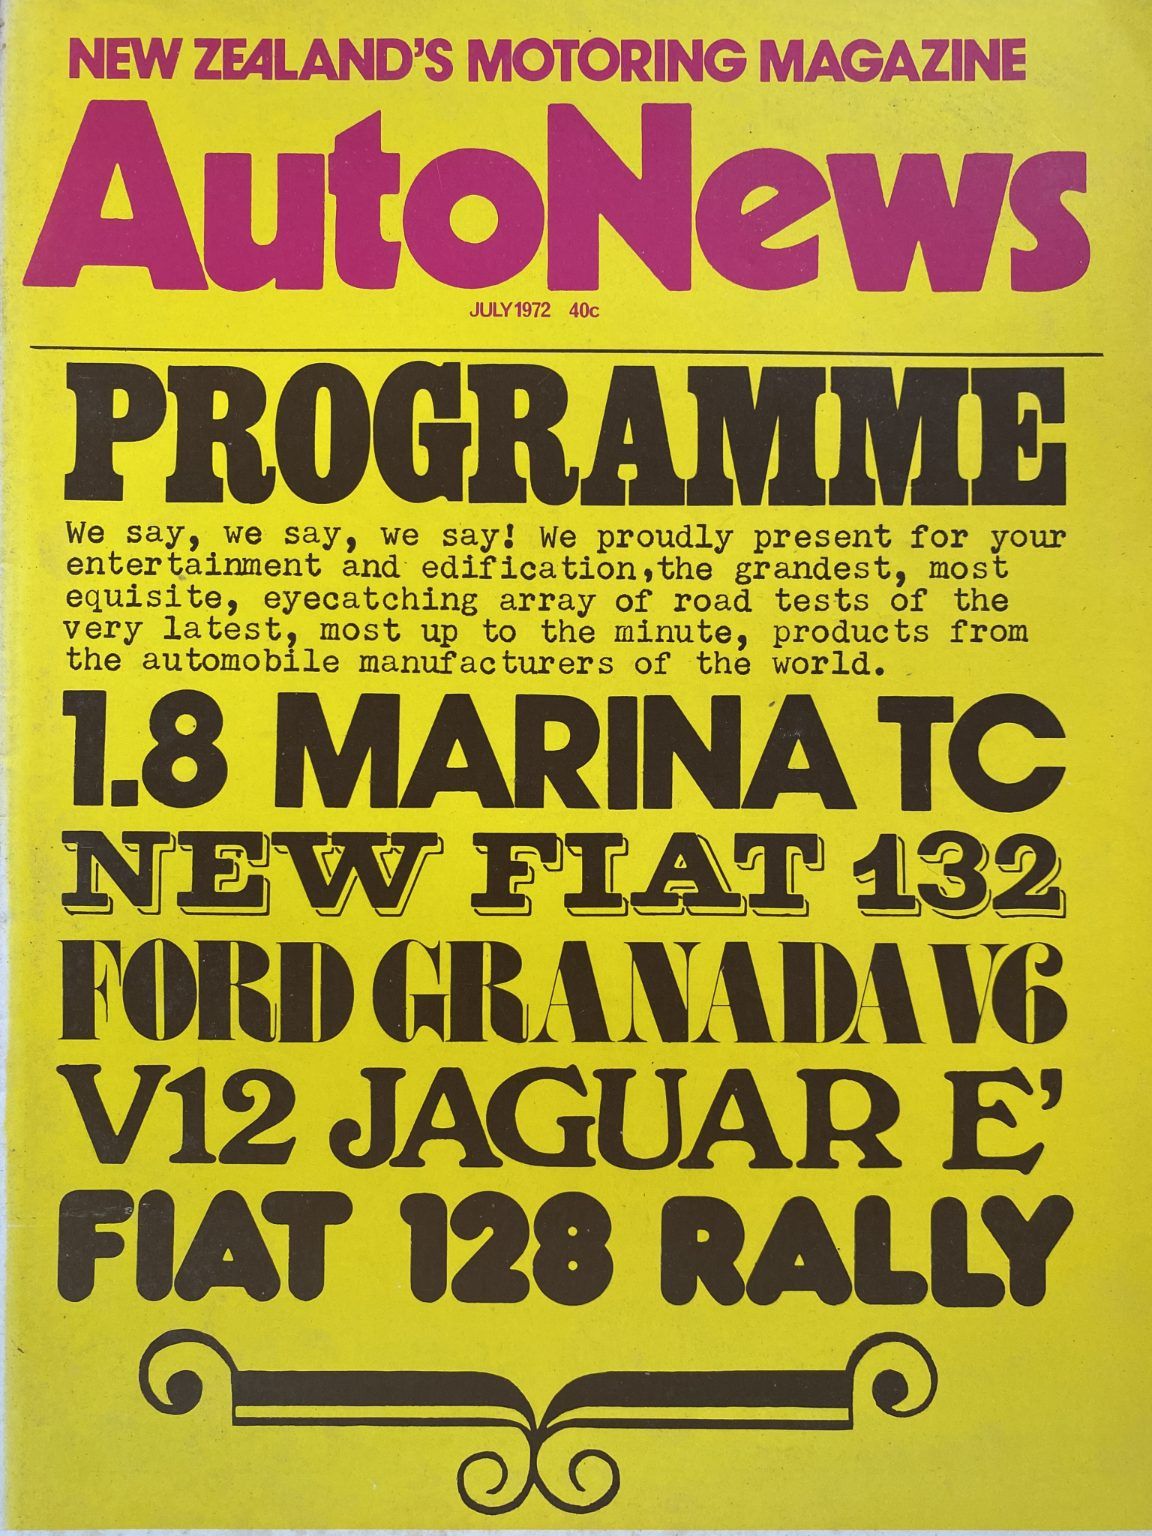 NEW ZEALAND'S MOTORING MAGAZINE
AutoNews
JULY 1972 40c
PROGRAMME
We say, we say, we say! We proudly present for your
entertainment and edification,the grandest, most
equisite, eyecatching array of road tests of the
very latest, most up to the minute, products from
the automobile manufacturers of the world.
1.8 MARINA TC
NEW FIAT 132
FORD GRANADA V6
V12 JAGUAR E'
FIAT 128 RALLY